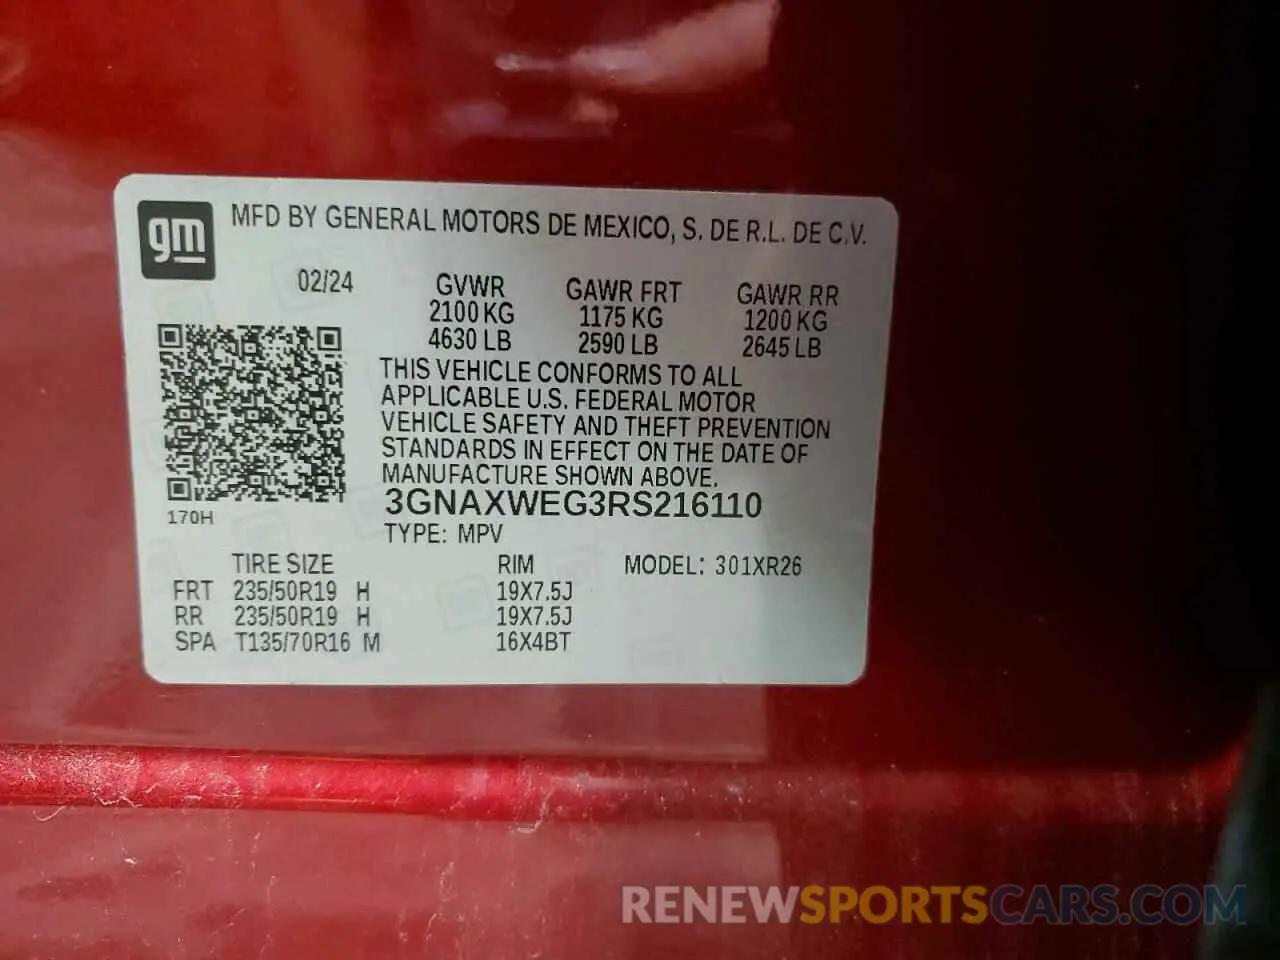 gm
MFD BY GENERAL MOTORS DE MEXICO, S. DE R.L. DE C.V.
02/24 GVWR GAWR FRT GAWR RR
2100 KG 1175 KG 1200 KG
4630 LB 2590 LB 2645 LB
THIS VEHICLE CONFORMS TO ALL
APPLICABLE U.S. FEDERAL MOTOR
VEHICLE SAFETY AND THEFT PREVENTION
STANDARDS IN EFFECT ON THE DATE OF
MANUFACTURE SHOWN ABOVE.
3GNAXWEG3RS216110
170H
TYPE: MPV
TIRE SIZE RIM MODEL: 301XR26
FRT 235/50R19 H 19X7.5J
RR 235/50R19 H 19X7.5J
SPA T135/70R16 M 16X4BT
RENEWSPORTSCARS.COM